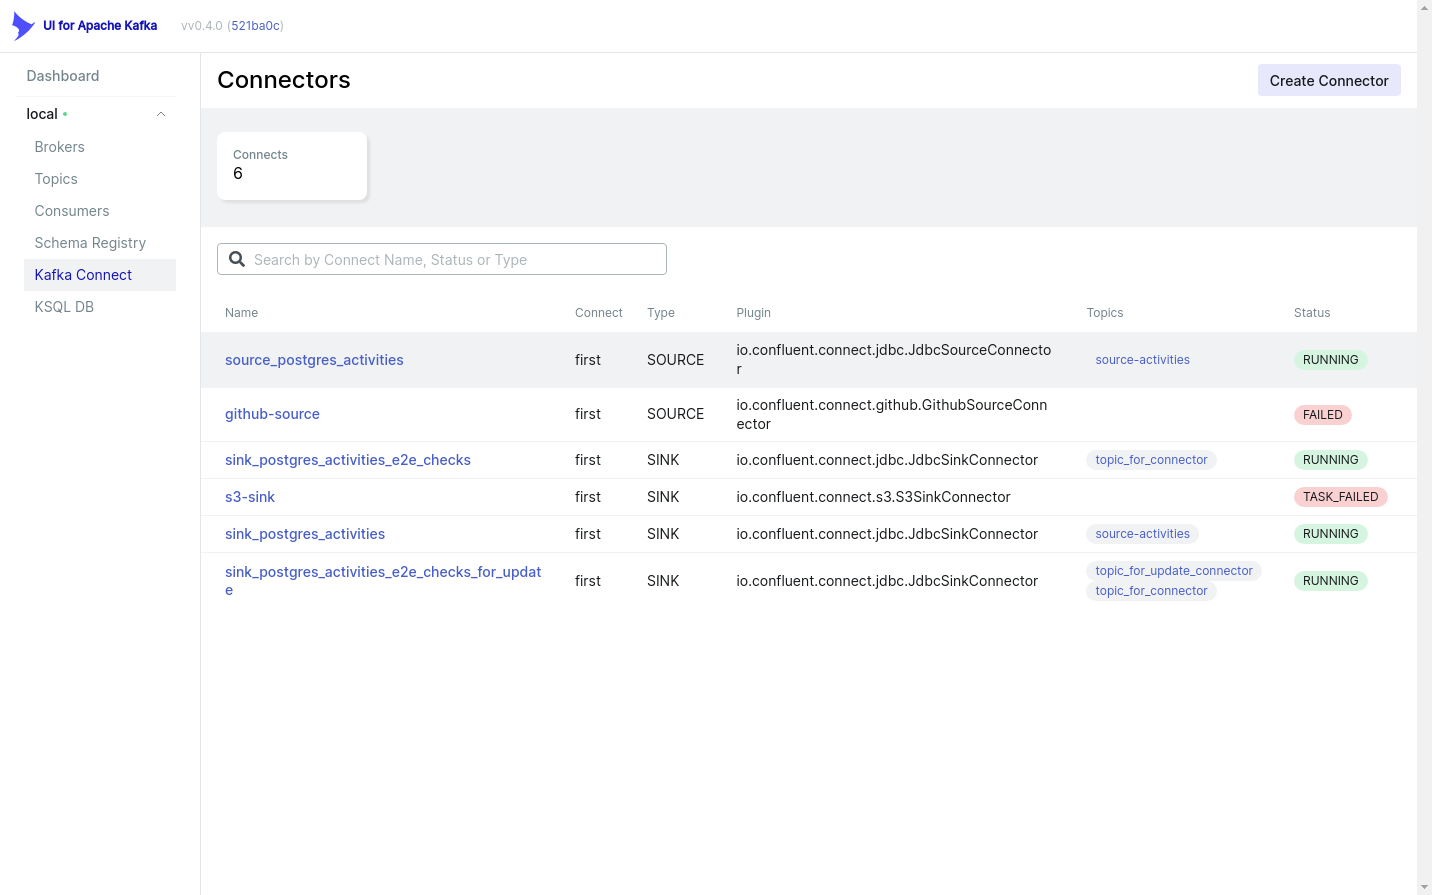 UI for Apache Kafka vv0.4.0 (521ba0c)
Dashboard
local
Brokers
Topics
Consumers
Schema Registry
Kafka Connect
KSQL DB
Connectors
Create Connector
Connects
6
Search by Connect Name, Status or Type
Name Connect Type Plugin Topics Status
source_postgres_activities first SOURCE io.confluent.connect.jdbc.JdbcSourceConnecto source-activities RUNNING
r
github-source first SOURCE io.confluent.connect.github.GithubSourceConn FAILED
ector
sink_postgres_activities_e2e_checks first SINK io.confluent.connect.jdbc.JdbcSinkConnector topic_for_connector RUNNING
s3-sink first SINK io.confluent.connect.s3.S3SinkConnector TASK_FAILED
sink_postgres_activities first SINK io.confluent.connect.jdbc.JdbcSinkConnector source-activities RUNNING
sink_postgres_activities_e2e_checks_for_updat first SINK io.confluent.connect.jdbc.JdbcSinkConnector topic_for_update_connector RUNNING
e topic_for_connector